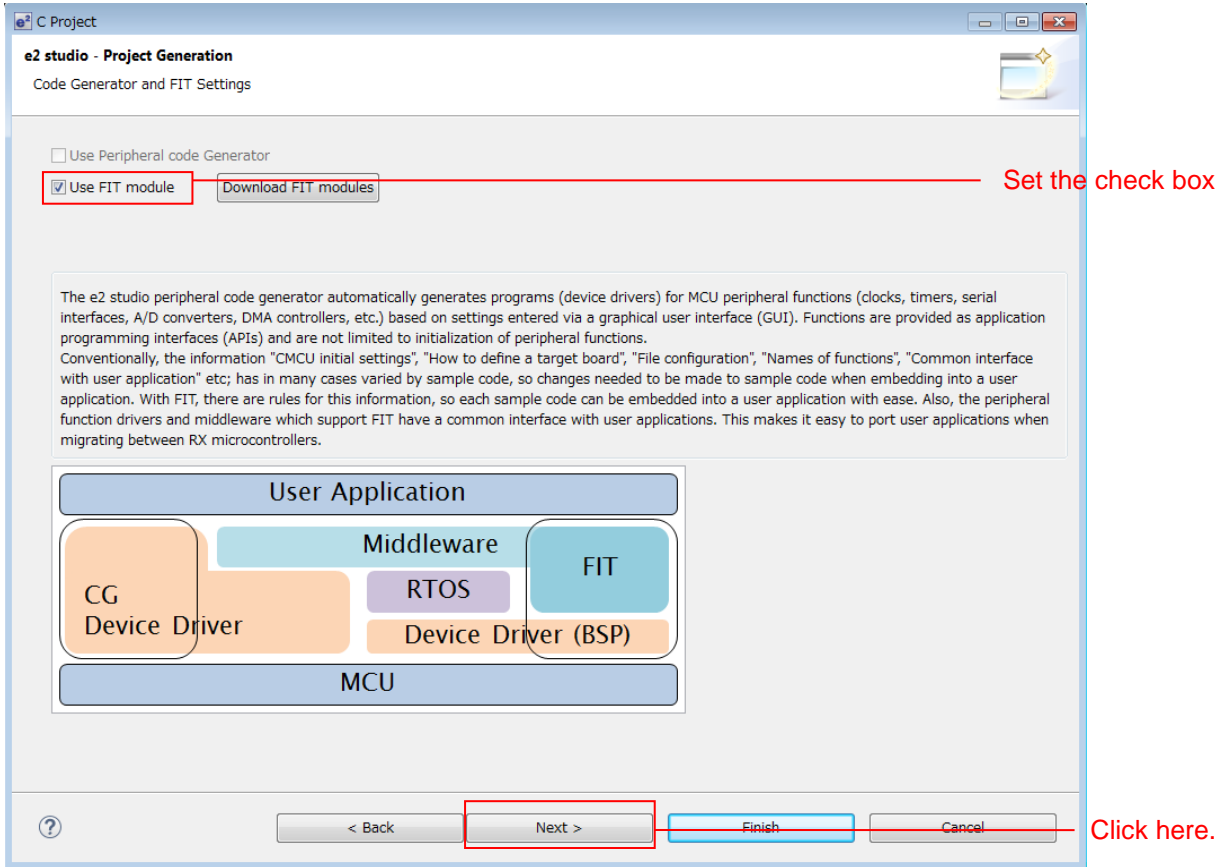 e² C Project
e2 studio - Project Generation
Code Generator and FIT Settings
Use Peripheral code Generator
Use FIT module
Download FIT modules
Set the check box
The e2 studio peripheral code generator automatically generates programs (device drivers) for MCU peripheral functions (clocks, timers, serial
interfaces, A/D converters, DMA controllers, etc.) based on settings entered via a graphical user interface (GUI). Functions are provided as application
programming interfaces (APIs) and are not limited to initialization of peripheral functions.
Conventionally, the information "CMCU initial settings", "How to define a target board", "File configuration", "Names of functions", "Common interface
with user application" etc; has in many cases varied by sample code, so changes needed to be made to sample code when embedding into a user
application. With FIT, there are rules for this information, so each sample code can be embedded into a user application with ease. Also, the peripheral
function drivers and middleware which support FIT have a common interface with user applications. This makes it easy to port user applications when
migrating between RX microcontrollers.
User Application
Middleware
FIT
RTOS
CG
Device Driver
Device Driver (BSP)
MCU
?
< Back
Next >
Finish
Cancel
Click here.